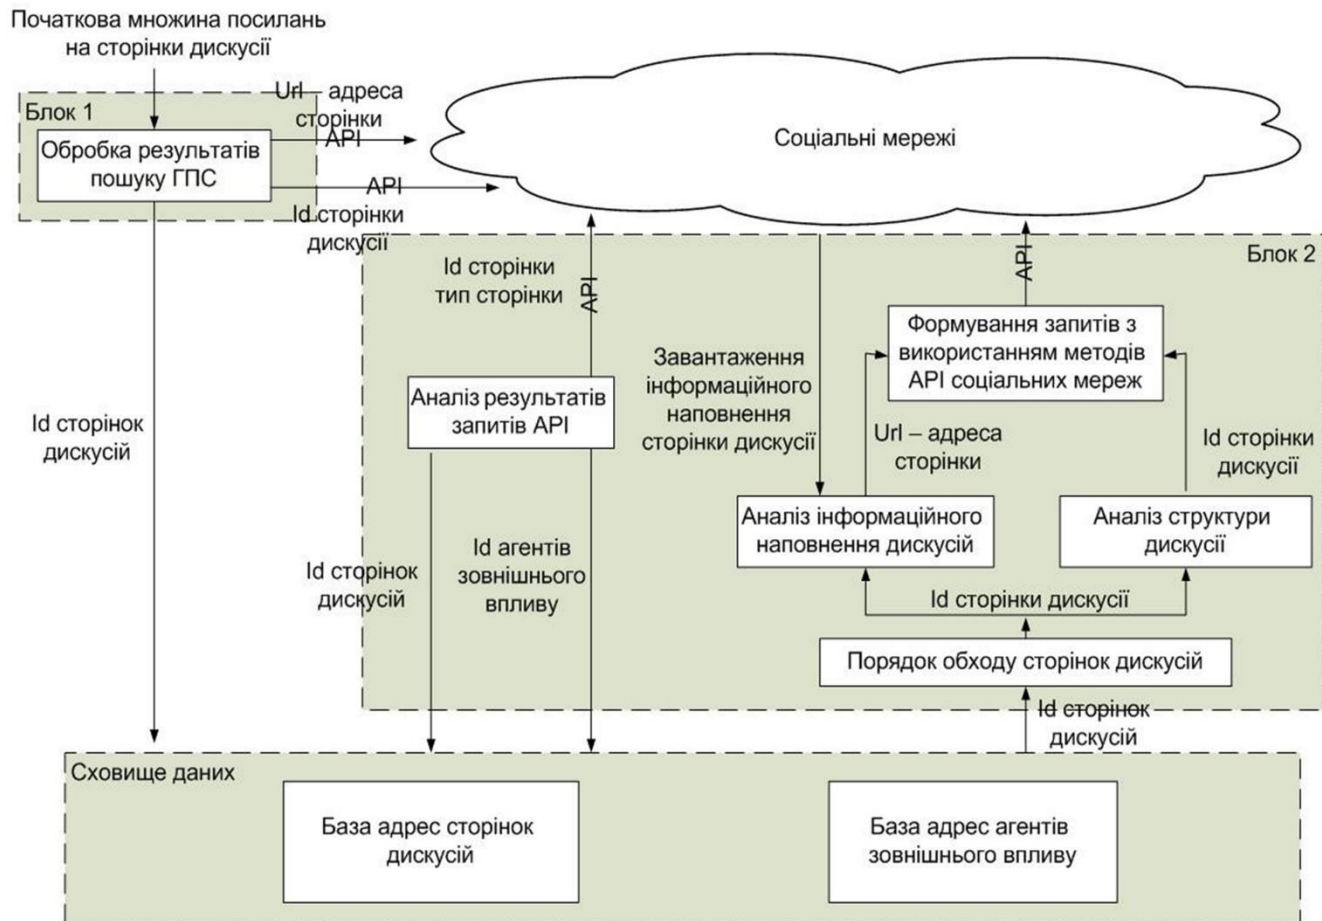 Початкова множина посилань
на сторінки дискусії
Блок 1
Url – адреса
сторінки
API
Обробка результатів
пошуку ГПС
API
Id сторінки
дискусії
Соціальні мережі
Блок 2
Id сторінки
тип сторінки
API
API
Формування запитів з
використанням методів
API соціальних мереж
Завантаження
інформаційного
наповнення
сторінки дискусії
Аналіз результатів
запитів API
Id сторінок
дискусій
Url – адреса
сторінки
Id сторінки
дискусії
Аналіз інформаційного
наповнення дискусій
Аналіз структури
дискусії
Id агентів
зовнішнього
впливу
Id сторінок
дискусій
Id сторінки дискусії
Порядок обходу сторінок дискусій
Id сторінок
дискусій
Сховище даних
База адрес сторінок
дискусій
База адрес агентів
зовнішнього впливу